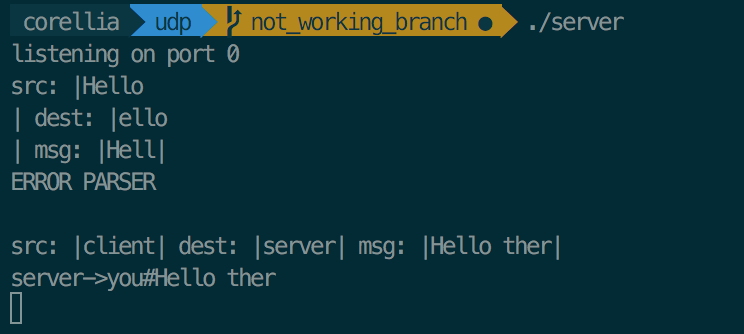 corellia udp not_working_branch ● ./server
listening on port 0
src: |Hello
| dest: |ello
| msg: |Hell|
ERROR PARSER
src: |client| dest: |server| msg: |Hello ther|
server->you#Hello ther